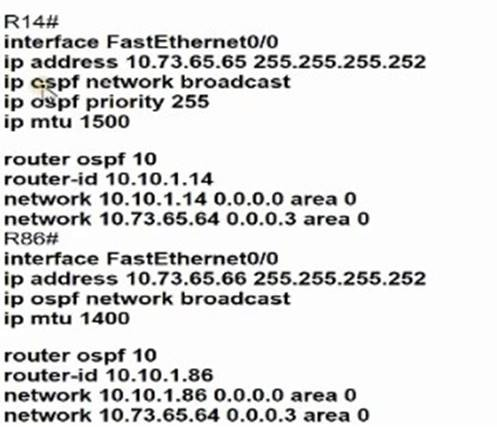 R14#
interface FastEthernet0/0
ip address 10.73.65.65 255.255.255.252
ip ospf network broadcast
ip ospf priority 255
ip mtu 1500
router ospf 10
router-id 10.10.1.14
network 10.10.1.14 0.0.0.0 area 0
network 10.73.65.64 0.0.0.3 area 0
R86#
interface FastEthernet0/0
ip address 10.73.65.66 255.255.255.252
ip ospf network broadcast
ip mtu 1400
router ospf 10
router-id 10.10.1.86
network 10.10.1.86 0.0.0.0 area 0
network 10.73.65.64 0.0.0.3 area 0